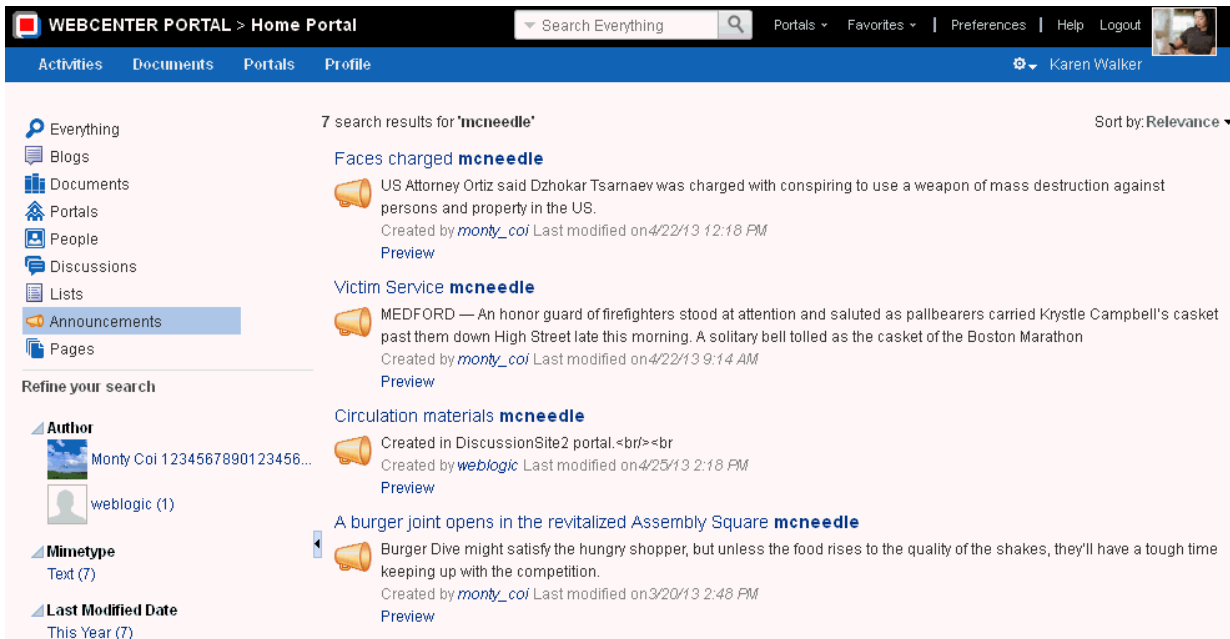 WEBCENTER PORTAL > Home Portal
Search Everything
Portals
Favorites
Preferences
Help
Logout
Activities
Documents
Portals
Profile
Karen Walker
Everything
Blogs
Documents
Portals
People
Discussions
Lists
Announcements
Pages
Refine your search
Author
Monty Coi 1234567890123456...
weblogic (1)
Mimetype
Text (7)
Last Modified Date
This Year (7)
7 search results for 'mcneedle'
Sort by: Relevance
Faces charged mcneedle
US Attorney Ortiz said Dzhokar Tsarnaev was charged with conspiring to use a weapon of mass destruction against
persons and property in the US.
Created by monty_coi Last modified on 4/22/13 12:18 PM
Preview
Victim Service mcneedle
MEDFORD — An honor guard of firefighters stood at attention and saluted as pallbearers carried Krystle Campbell's casket
past them down High Street late this morning. A solitary bell tolled as the casket of the Boston Marathon
Created by monty_coi Last modified on 4/22/13 9:14 AM
Preview
Circulation materials mcneedle
Created in DiscussionSite2 portal.<br/><br
Created by weblogic Last modified on 4/25/13 2:18 PM
Preview
A burger joint opens in the revitalized Assembly Square mcneedle
Burger Dive might satisfy the hungry shopper, but unless the food rises to the quality of the shakes, they'll have a tough time
keeping up with the competition.
Created by monty_coi Last modified on 3/20/13 2:48 PM
Preview